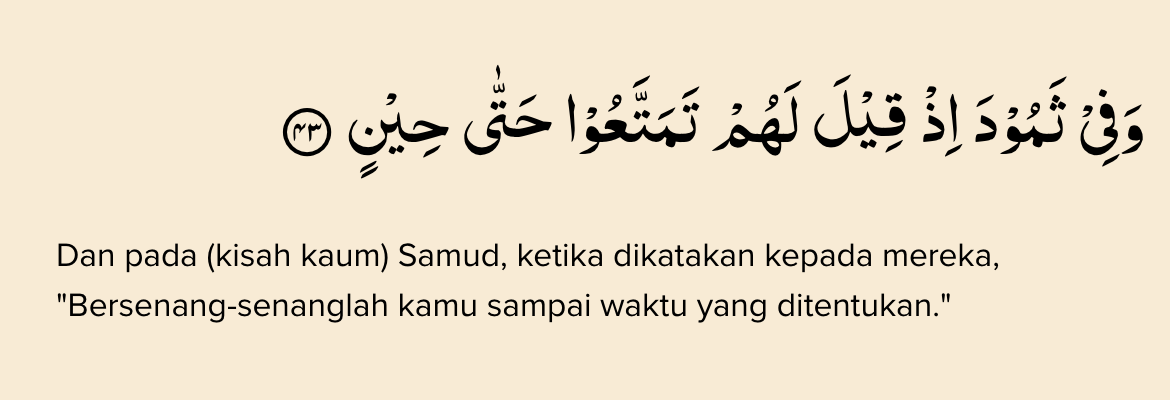 وَفِيْ ثَمُوْدَ اِذْ قِيْلَ لَهُمْ تَمَتَّعُوْا حَتّٰى حِيْنٍ ۝٤٣
Dan pada (kisah kaum) Samud, ketika dikatakan kepada mereka,
"Bersenang-senanglah kamu sampai waktu yang ditentukan."